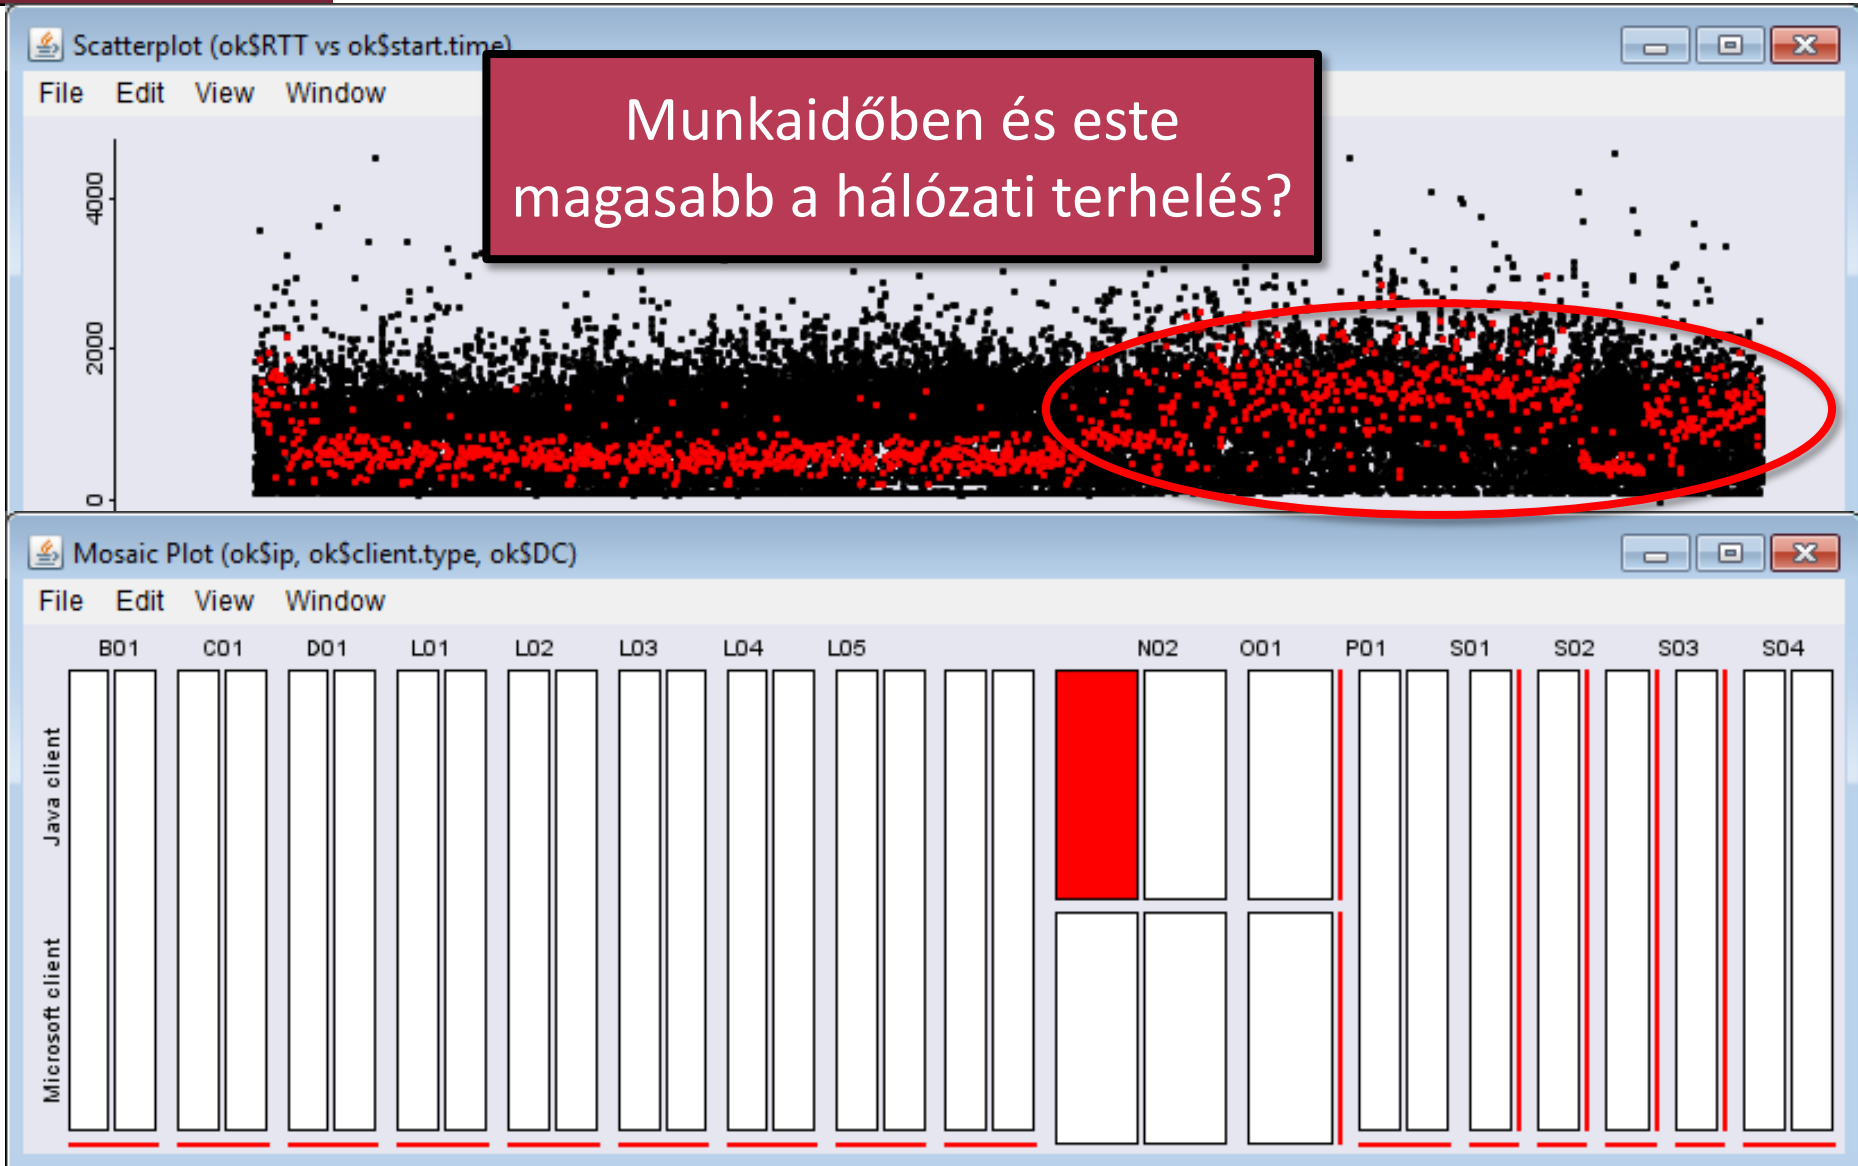 Scatterplot (ok$RTT vs ok$start.time)
File Edit View Window
Munkaidőben és este
magasabb a hálózati terhelés?
4000
2000
0
Mosaic Plot (ok$ip, ok$client.type, ok$DC)
File Edit View Window
B01 C01 D01 L01 L02 L03 L04 L05 N02 O01 P01 S01 S02 S03 S04
Java client
Microsoft client